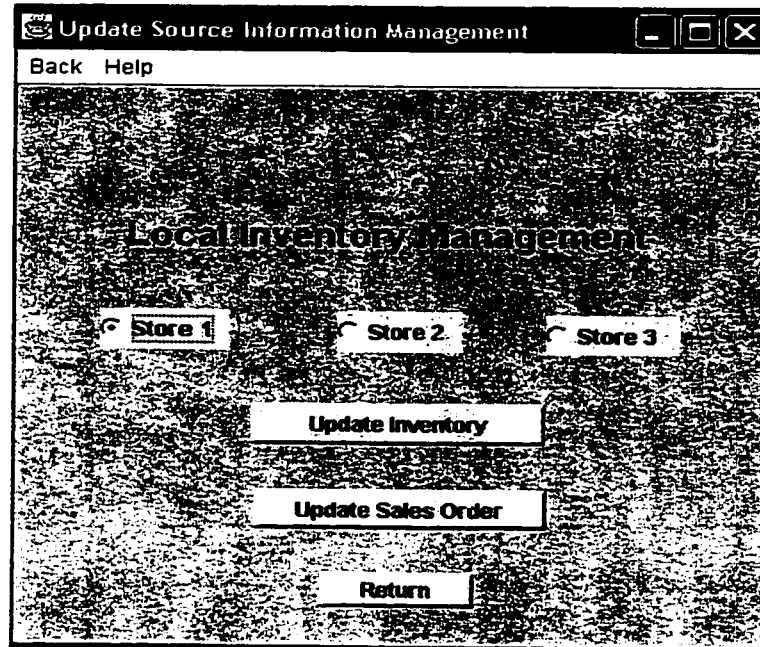 Update Source Information Management
Back Help
Local Inventory Management
Store 1 Store 2 Store 3
Update Inventory
Update Sales Order
Return